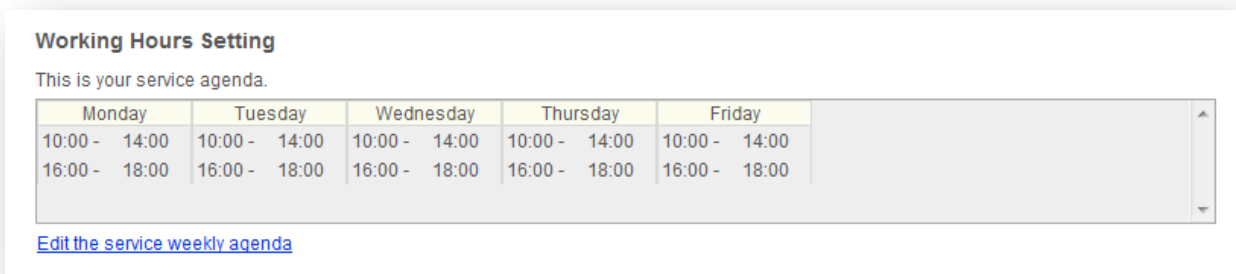 Working Hours Setting
This is your service agenda.
Monday Tuesday Wednesday Thursday Friday
10:00 - 14:00 10:00 - 14:00 10:00 - 14:00 10:00 - 14:00 10:00 - 14:00
16:00 - 18:00 16:00 - 18:00 16:00 - 18:00 16:00 - 18:00 16:00 - 18:00
Edit the service weekly agenda